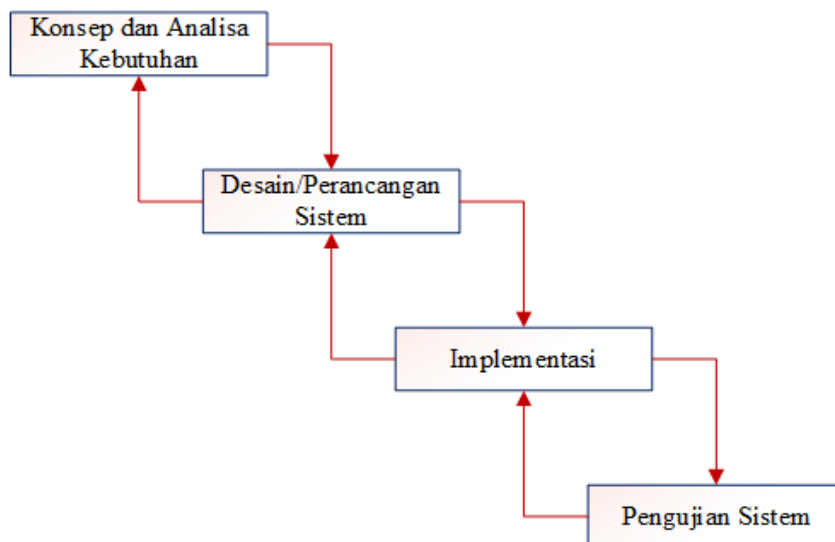 Konsep dan Analisa
Kebutuhan
Desain/Perancangan
Sistem
Implementasi
Pengujian Sistem